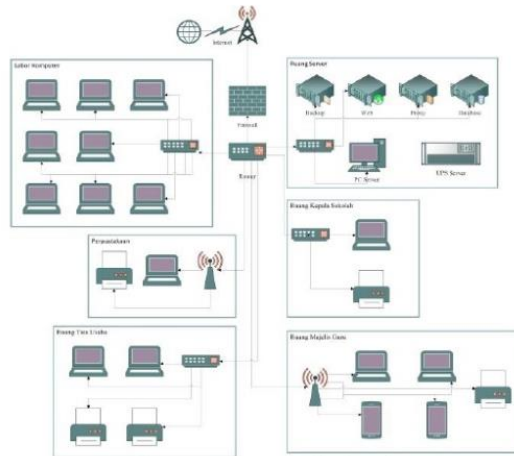 Internet
Labor Komputer
Ruang Server
Backup
Web
Proxy
Database
Firewall
Router
PC Server
UPS Server
Ruang Kepala Sekolah
Perpustakaan
Ruang Tata Usaha
Ruang Majelis Guru